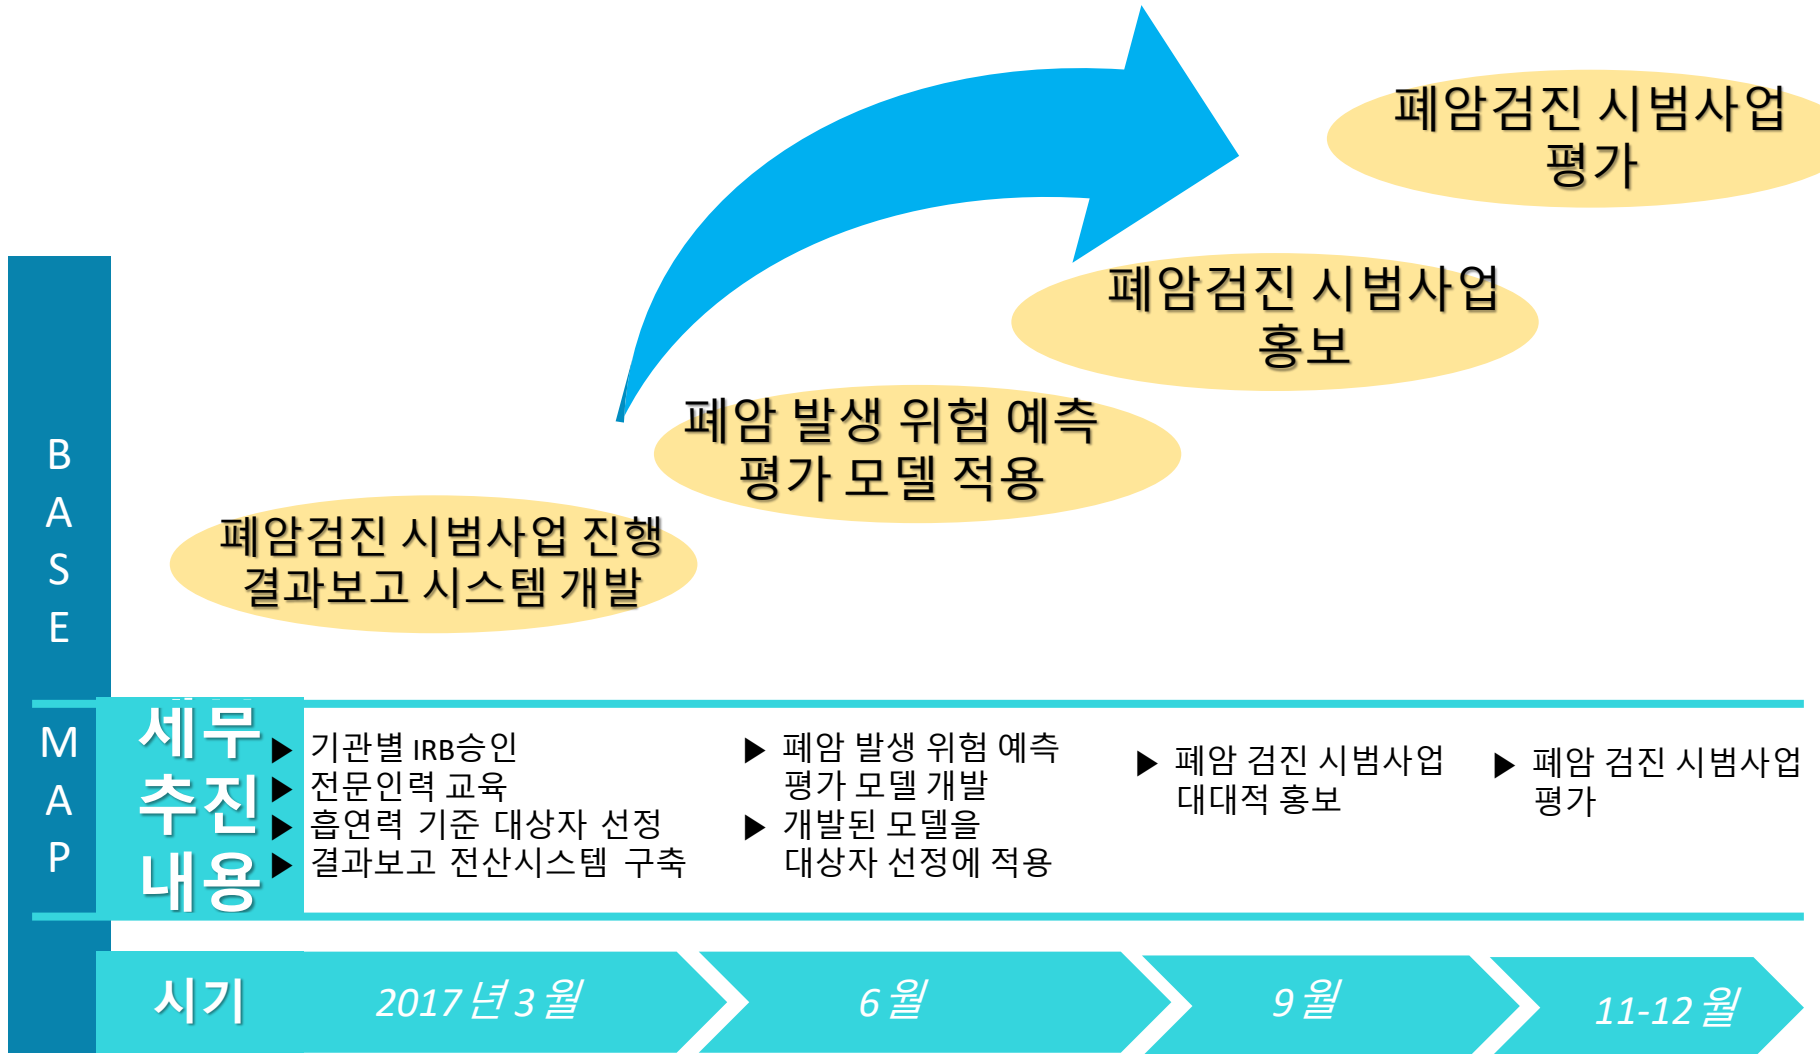 폐암검진 시범사업
평가
폐암검진 시범사업
홍보
폐암 발생 위험 예측
평가 모델 적용
폐암검진 시범사업 진행
결과보고 시스템 개발
BASE
MAP
세무
추진
내용
▶ 기관별 IRB승인
▶ 전문인력 교육
▶ 흡연력 기준 대상자 선정
▶ 결과보고 전산시스템 구축
▶ 폐암 발생 위험 예측
평가 모델 개발
▶ 개발된 모델을
대상자 선정에 적용
▶ 폐암 검진 시범사업
대대적 홍보
▶ 폐암 검진 시범사업
평가
시기
2017년 3월
6월
9월
11-12월